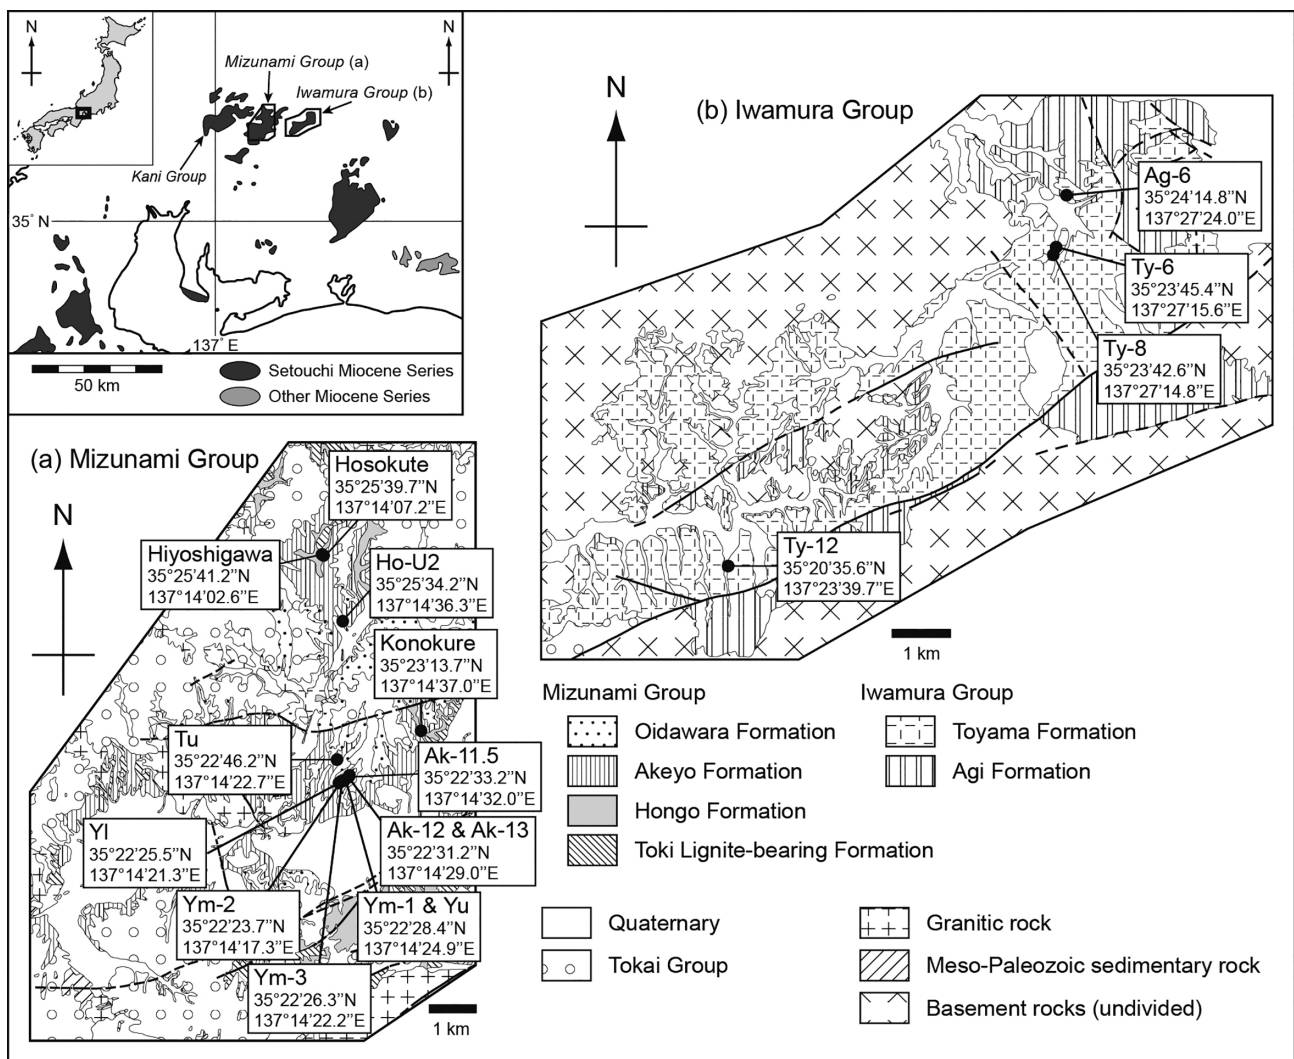 N
N
Mizunami Group (a)
Iwamura Group (b)
Kani Group
35°N
137°E
50 km
Setouchi Miocene Series
Other Miocene Series
(b) Iwamura Group
N
Ag-6
35°24'14.8"N
137°27'24.0"E
Ty-6
35°23'45.4"N
137°27'15.6"E
Ty-8
35°23'42.6"N
137°27'14.8"E
Ty-12
35°20'35.6"N
137°23'39.7"E
1 km
(a) Mizunami Group
N
Hosokute
35°25'39.7"N
137°14'07.2"E
Hiyoshigawa
35°25'41.2"N
137°14'02.6"E
Ho-U2
35°25'34.2"N
137°14'36.3"E
Konokure
35°23'13.7"N
137°14'37.0"E
Tu
35°22'46.2"N
137°14'22.7"E
Ak-11.5
35°22'33.2"N
137°14'32.0"E
Yl
35°22'25.5"N
137°14'21.3"E
Ak-12 & Ak-13
35°22'31.2"N
137°14'29.0"E
Ym-2
35°22'23.7"N
137°14'17.3"E
Ym-1 & Yu
35°22'28.4"N
137°14'24.9"E
Ym-3
35°22'26.3"N
137°14'22.2"E
1 km
Mizunami Group
Oidawara Formation
Akeyo Formation
Hongo Formation
Toki Lignite-bearing Formation
Iwamura Group
Toyama Formation
Agi Formation
Quaternary
Tokai Group
Granitic rock
Meso-Paleozoic sedimentary rock
Basement rocks (undivided)